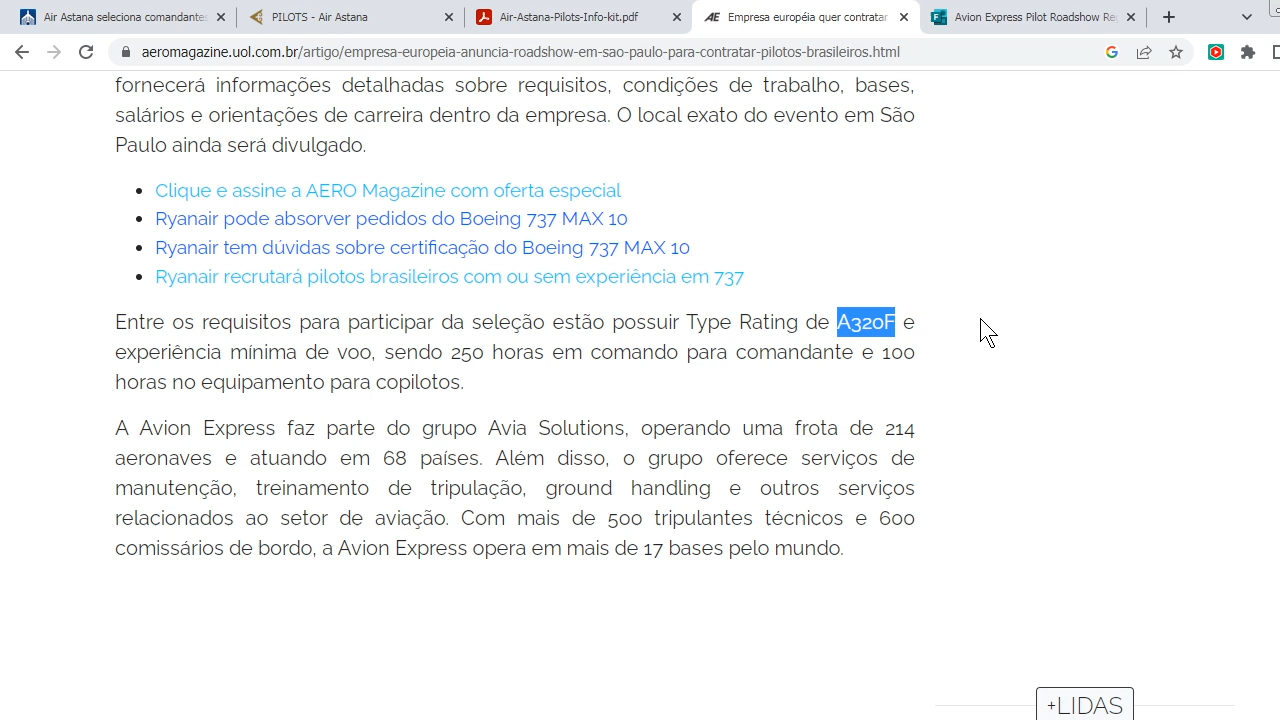 Air Astana seleciona comandantes
PILOTS - Air Astana
Air-Astana-Pilots-Info-kit.pdf
AE Empresa européia quer contratar
Avion Express Pilot Roadshow Re
aeromagazine.uol.com.br/artigo/empresa-europeia-anuncia-roadshow-em-sao-paulo-para-contratar-pilotos-brasileiros.html
fornecerá informações detalhadas sobre requisitos, condições de trabalho, bases,
salários e orientações de carreira dentro da empresa. O local exato do evento em São
Paulo ainda será divulgado.
Clique e assine a AERO Magazine com oferta especial
Ryanair pode absorver pedidos do Boeing 737 MAX 10
Ryanair tem dúvidas sobre certificação do Boeing 737 MAX 10
Ryanair recrutará pilotos brasileiros com ou sem experiência em 737
Entre os requisitos para participar da seleção estão possuir Type Rating de A320F e
experiência mínima de voo, sendo 250 horas em comando para comandante e 100
horas no equipamento para copilotos.
A Avion Express faz parte do grupo Avia Solutions, operando uma frota de 214
aeronaves e atuando em 68 países. Além disso, o grupo oferece serviços de
manutenção, treinamento de tripulação, ground handling e outros serviços
relacionados ao setor de aviação. Com mais de 500 tripulantes técnicos e 600
comissários de bordo, a Avion Express opera em mais de 17 bases pelo mundo.
+LIDAS